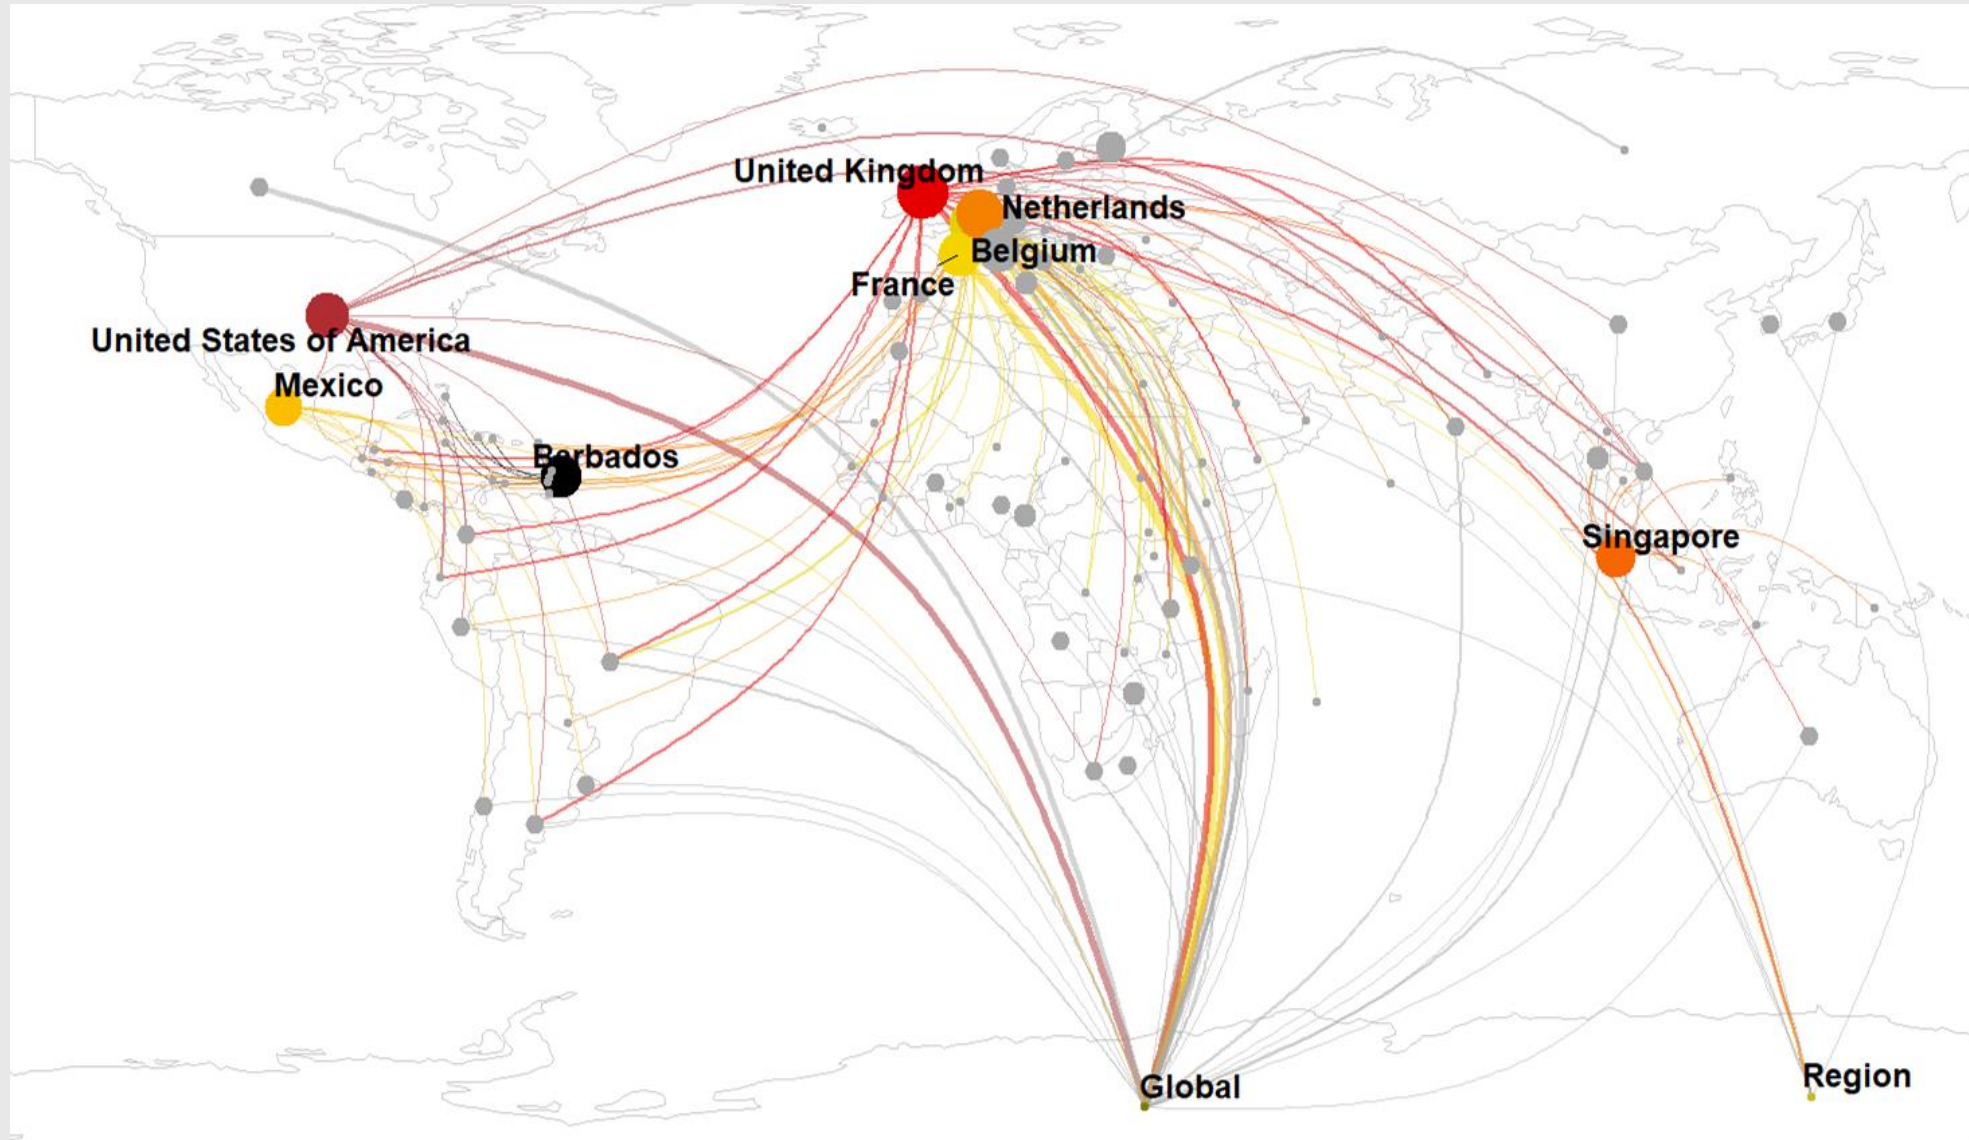 United Kingdom
Netherlands
Belgium
France
United States of America
Mexico
Barbados
Singapore
Global
Region